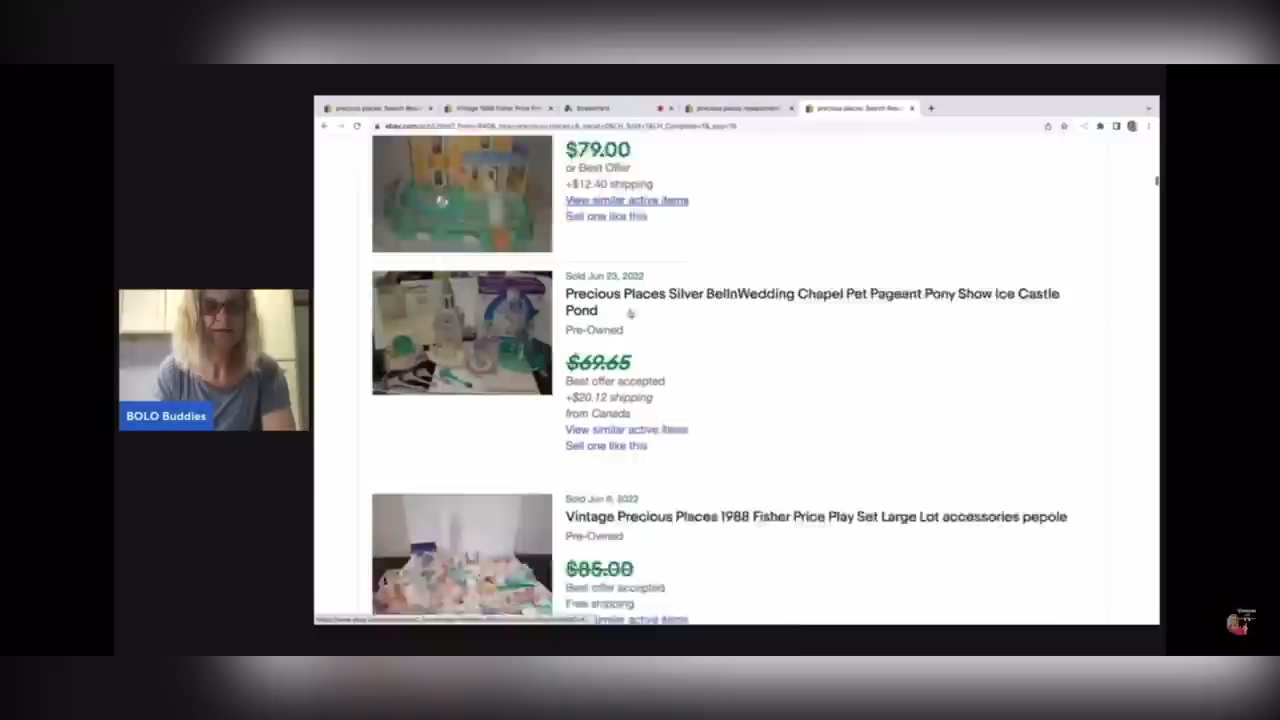 $79.00
or Best Offer
+$12.40 shipping
View similar active items
Sell one like this
Sold Jun 23, 2022
Precious Places Silver BellnWedding Chapel Pet Pageant Pony Show Ice Castle
Pond
Pre-Owned
$69.65
Best offer accepted
+$20.12 shipping
from Canada
View similar active items
Sell one like this
BOLO Buddies
Sold Jun 6, 2022
Vintage Precious Places 1988 Fisher Price Play Set Large Lot accessories pepole
Pre-Owned
$85.00
Best offer accepted
Free shipping
similar active items